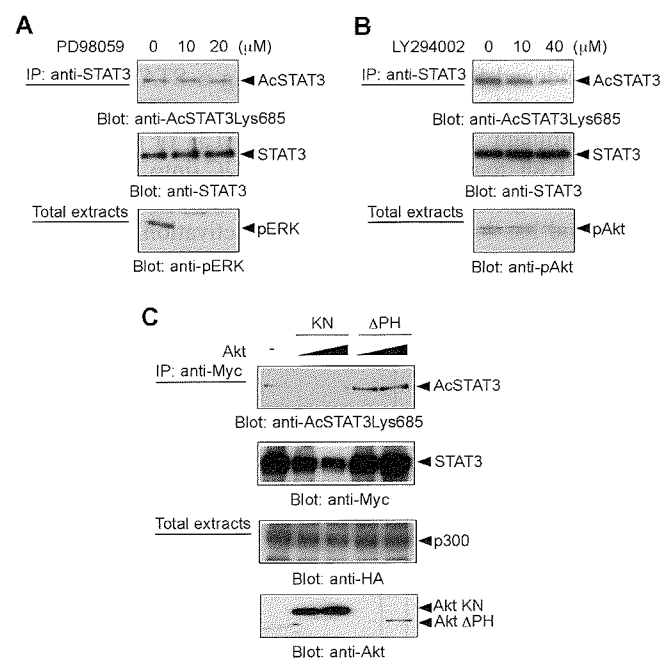 A
PD98059 0 10 20 (μM)
IP: anti-STAT3
AcSTAT3
Blot: anti-AcSTAT3Lys685
STAT3
Blot: anti-STAT3
Total extracts
pERK
Blot: anti-pERK
B
LY294002 0 10 40 (μM)
IP: anti-STAT3
AcSTAT3
Blot: anti-AcSTAT3Lys685
STAT3
Blot: anti-STAT3
Total extracts
pAkt
Blot: anti-pAkt
C
KN ΔPH
Akt -
IP: anti-Myc
AcSTAT3
Blot: anti-AcSTAT3Lys685
STAT3
Blot: anti-Myc
Total extracts
p300
Blot: anti-HA
Akt KN
Akt ΔPH
Blot: anti-Akt